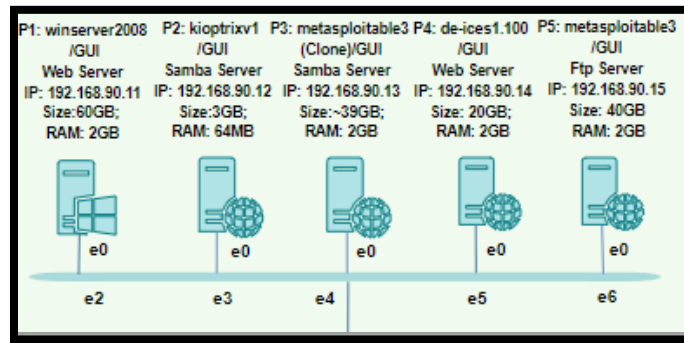 P1: winserver2008
/GUI
Web Server
IP: 192.168.90.11
Size:60GB;
RAM: 2GB
P2: kioptrixv1
/GUI
Samba Server
IP: 192.168.90.12
Size:3GB;
RAM: 64MB
P3: metasploitable3
(Clone)/GUI
Samba Server
IP: 192.168.90.13
Size:~39GB;
RAM: 2GB
P4: de-ices1.100
/GUI
Web Server
IP: 192.168.90.14
Size: 20GB;
RAM: 2GB
P5: metasploitable3
/GUI
Ftp Server
IP: 192.168.90.15
Size: 40GB
RAM: 2GB
e0
e0
e0
e0
e0
e2
e3
e4
e5
e6